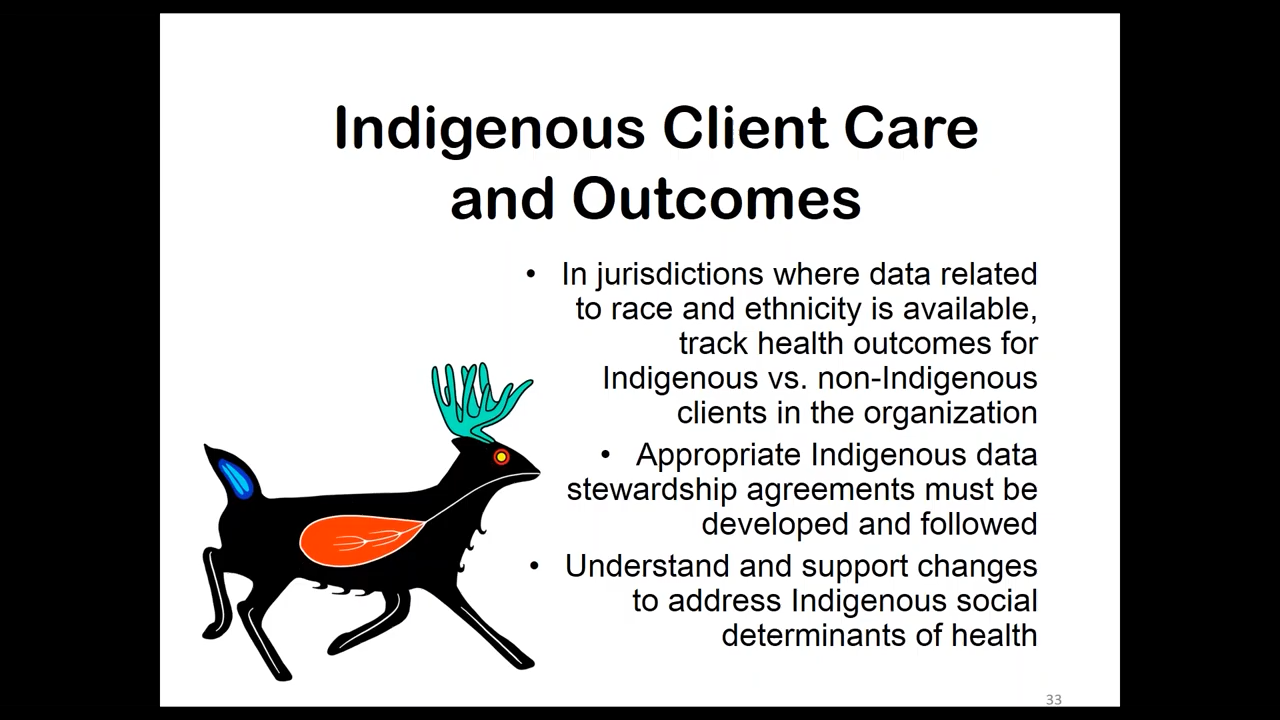 Indigenous Client Care
and Outcomes
• In jurisdictions where data related
to race and ethnicity is available,
track health outcomes for
Indigenous vs. non-Indigenous
clients in the organization
• Appropriate Indigenous data
stewardship agreements must be
developed and followed
• Understand and support changes
to address Indigenous social
determinants of health
33